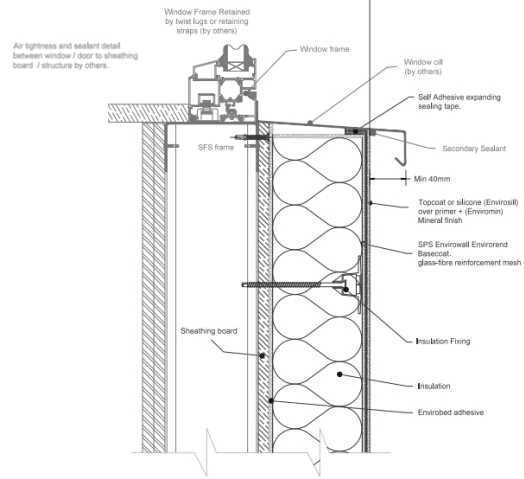 Window Frame Retained
by twist lugs or retaining
straps (by others)
Air tightness and sealant detail
between window / door to sheathing
board / structure by others.
Window frame
Window cill
(by others)
Self Adhesive expanding
sealing tape.
Secondary Sealant
SFS frame
Min 40mm
Topcoat or silicone (Envirosill)
over primer + (Enviromin)
Mineral finish
SPS Envirowall Envirorend
Basecoat.
glass-fibre reinforcement mesh
Sheathing board
Insulation Fixing
Insulation
Envirobed adhesive